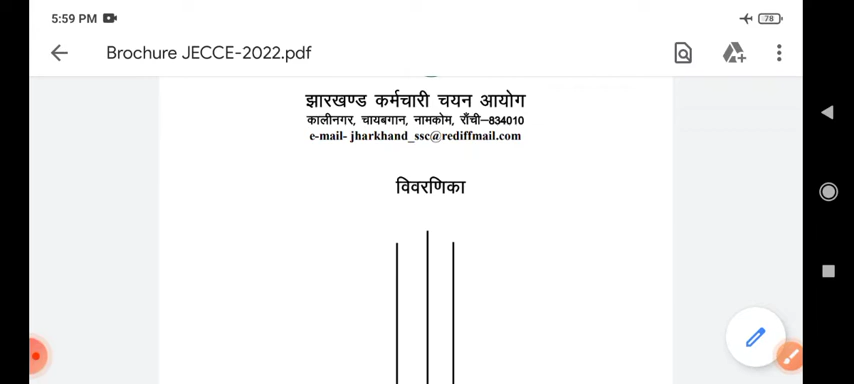 5:59 PM
78
Brochure JECCE-2022.pdf
झारखण्ड कर्मचारी चयन आयोग
कालीनगर, चायबगान, नामकोम, राँची–834010
e-mail- jharkhand_ssc@rediffmail.com
विवरणिका